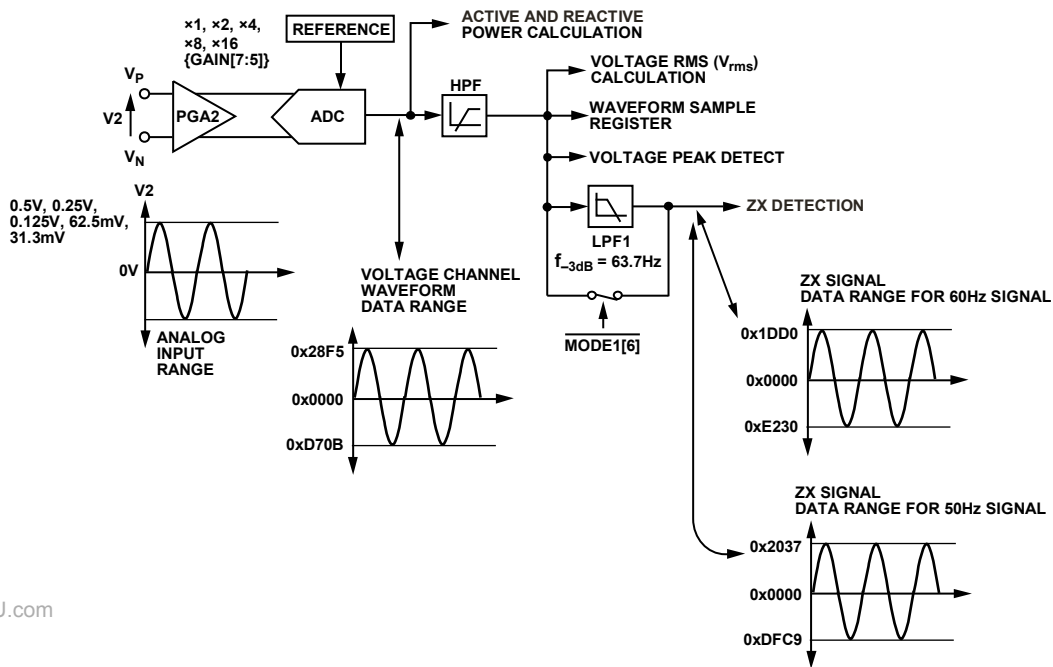 ×1, ×2, ×4,
×8, ×16
{GAIN[7:5]}
REFERENCE
ACTIVE AND REACTIVE
POWER CALCULATION
VP
V2
VN
PGA2
ADC
HPF
VOLTAGE RMS (Vrms)
CALCULATION
WAVEFORM SAMPLE
REGISTER
VOLTAGE PEAK DETECT
ZX DETECTION
LPF1
f–3dB = 63.7Hz
MODE1[6]
V2
0.5V, 0.25V,
0.125V, 62.5mV,
31.3mV
0V
ANALOG
INPUT
RANGE
VOLTAGE CHANNEL
WAVEFORM
DATA RANGE
0x28F5
0x0000
0xD70B
ZX SIGNAL
DATA RANGE FOR 60Hz SIGNAL
0x1DD0
0x0000
0xE230
ZX SIGNAL
DATA RANGE FOR 50Hz SIGNAL
0x2037
0x0000
0xDFC9
J.com